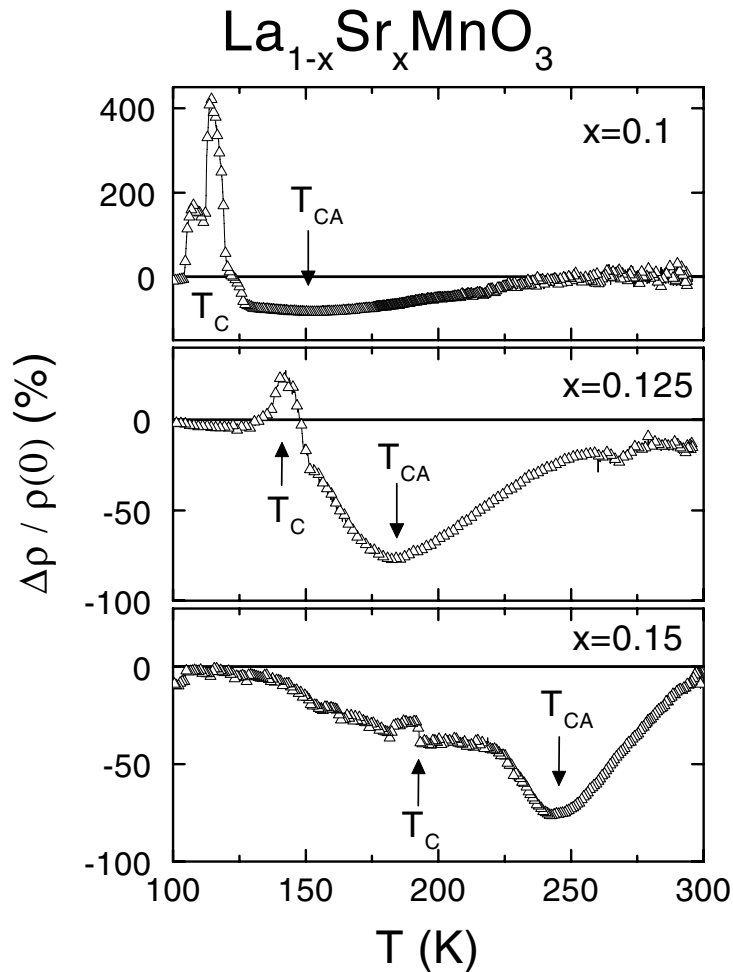 La1-xSrxMnO3
400
200
0
x=0.1
TCA
TC
Δρ / ρ(0) (%)
0
-50
-100
x=0.125
TCA
TC
0
-50
-100
x=0.15
TCA
TC
100 150 200 250 300
T (K)